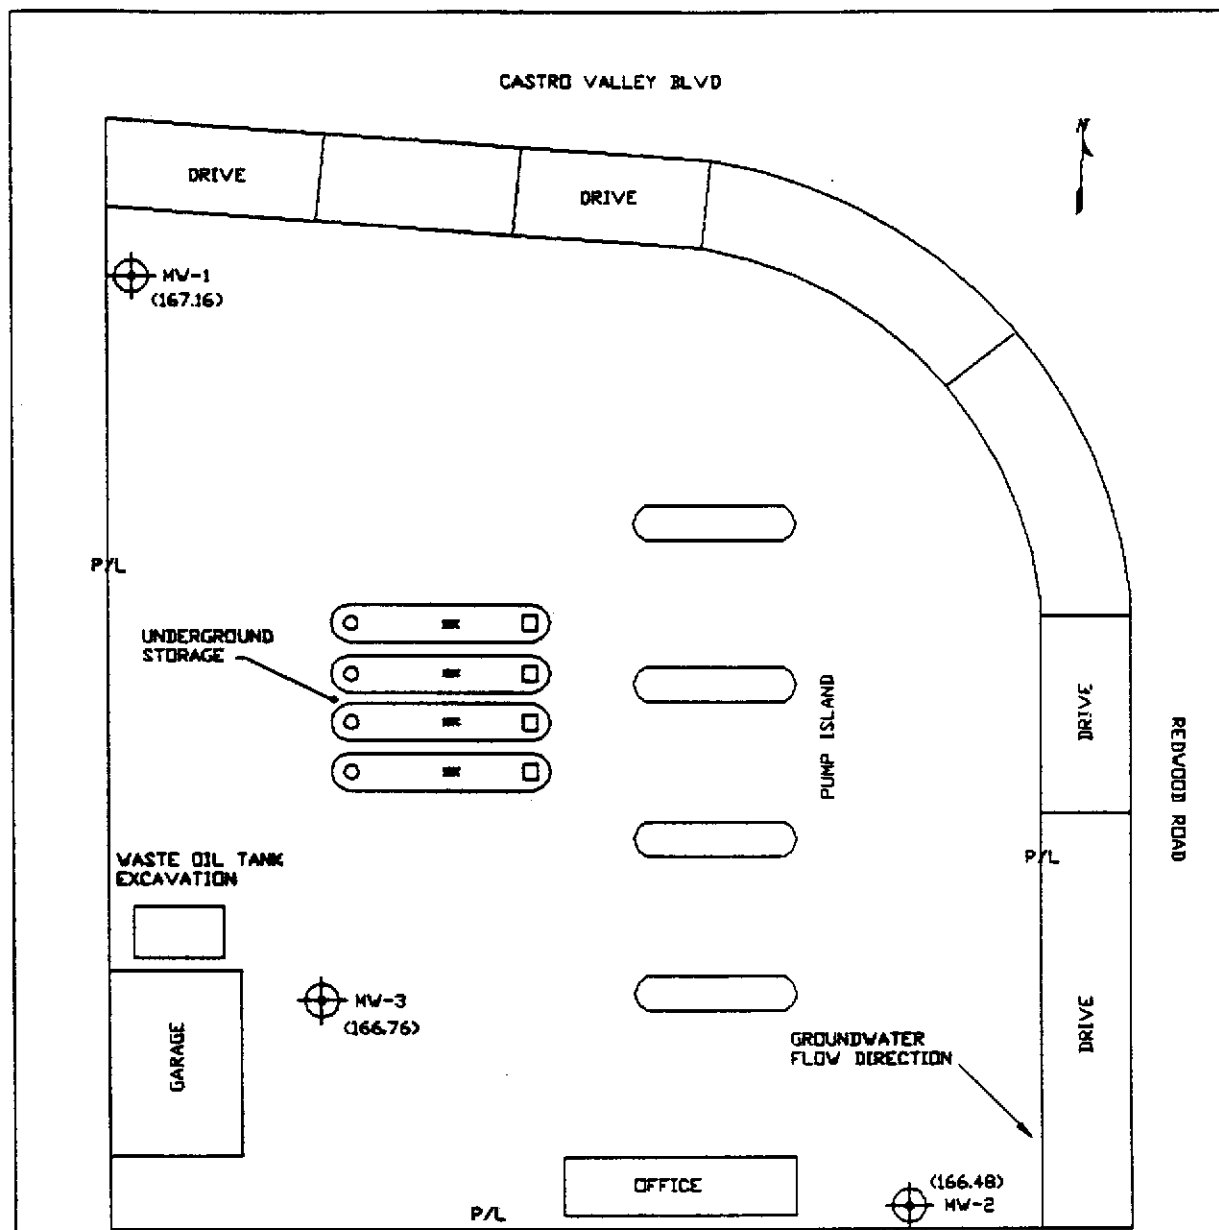 CASTRO VALLEY BLVD
N
DRIVE
DRIVE
MW-1
(167.16)
P/L
UNDERGROUND
STORAGE
PUMP ISLAND
DRIVE
REDWOOD ROAD
WASTE OIL TANK
EXCAVATION
P/L
MW-3
(166.76)
GARAGE
GROUNDWATER
FLOW DIRECTION
DRIVE
OFFICE
(166.48)
MW-2
P/L